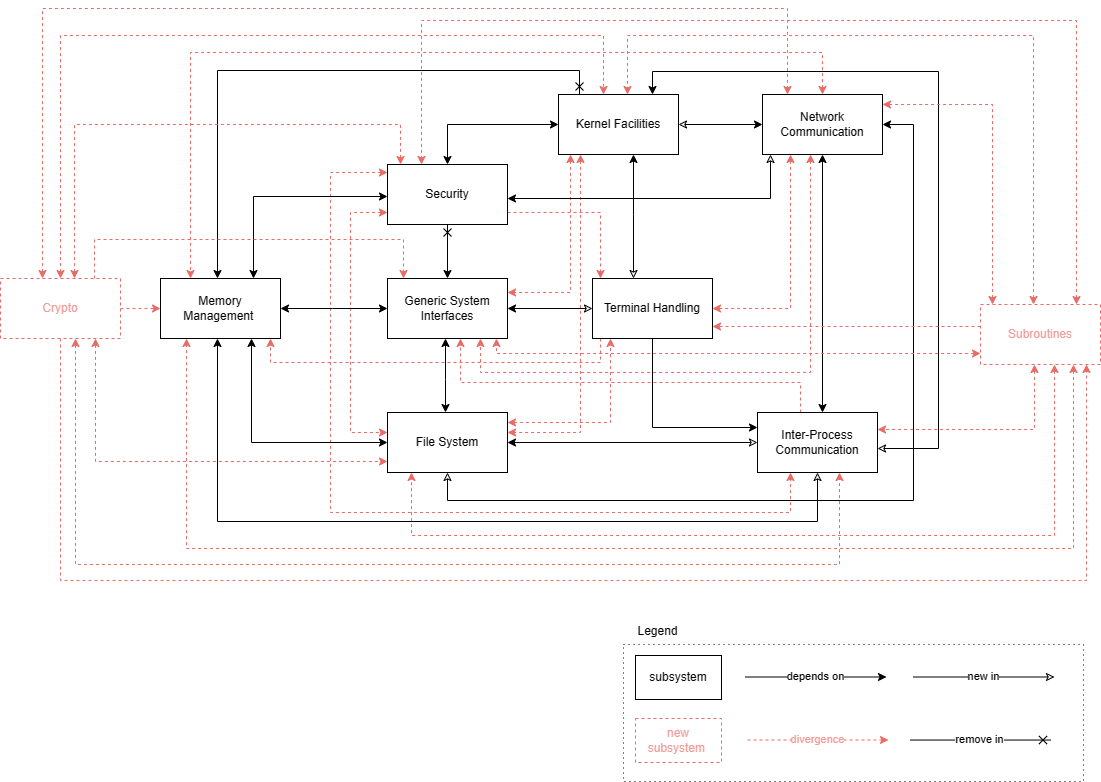 Kernel Facilities
Network
Communication
Security
Crypto
Memory
Management
Generic System
Interfaces
Terminal Handling
Subroutines
File System
Inter-Process
Communication
Legend
subsystem
depends on
new in
new
subsystem
divergence
remove in